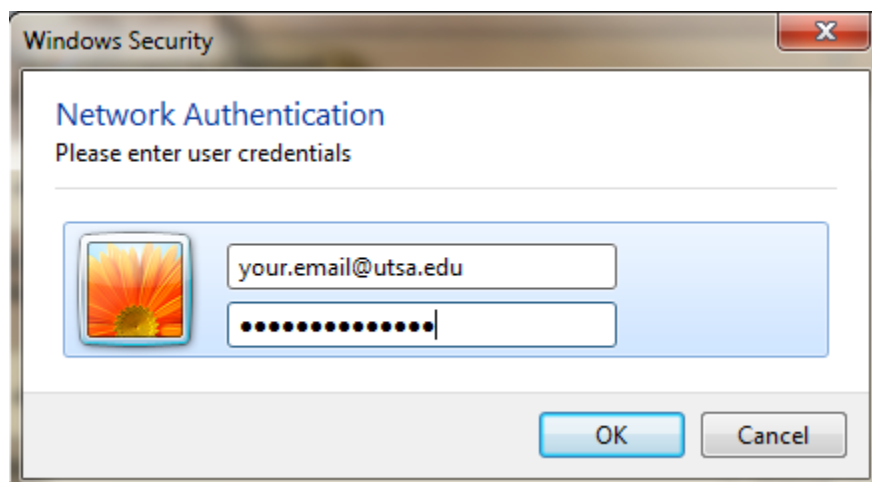 Windows Security
Network Authentication
Please enter user credentials
your.email@utsa.edu
●●●●●●●●●●●●●●
OK
Cancel